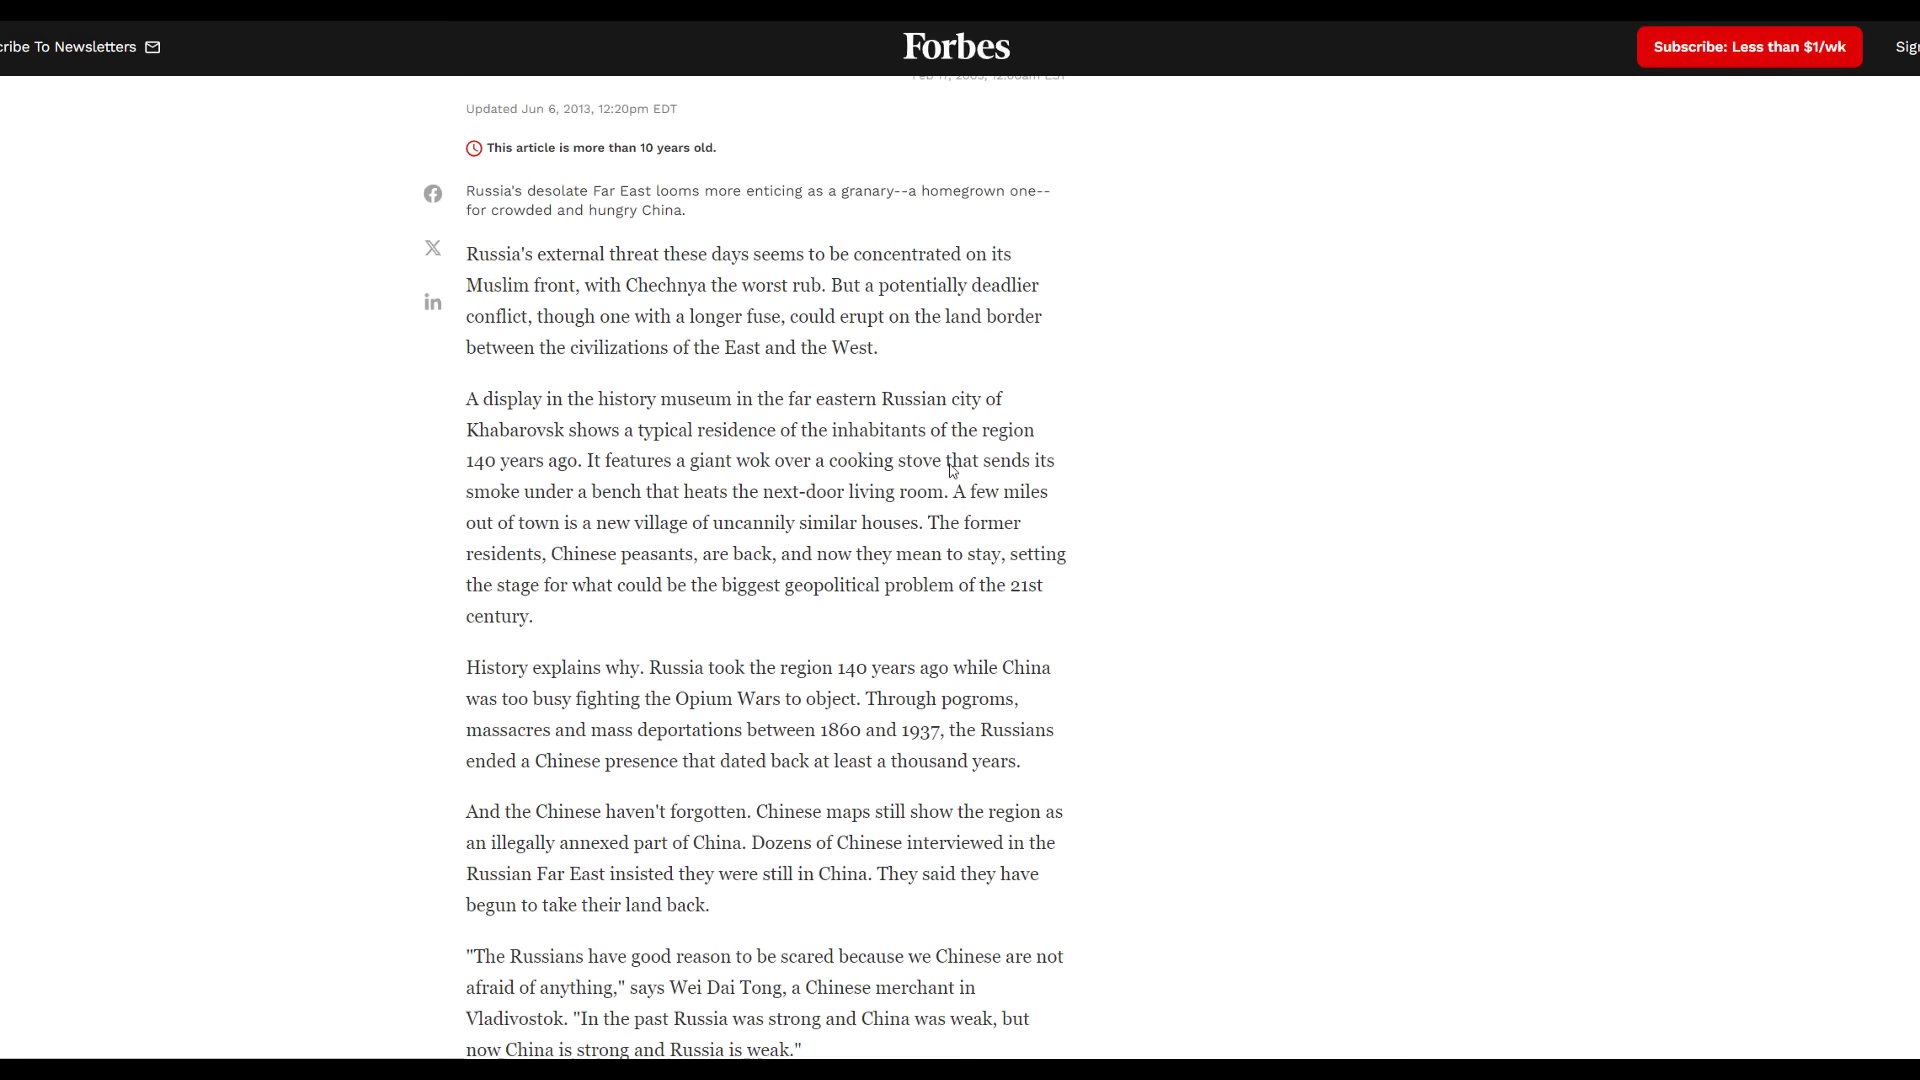 cribe To Newsletters
Forbes
Subscribe: Less than $1/wk
Sign
Updated Jun 6, 2013, 12:20pm EDT
This article is more than 10 years old.
Russia's desolate Far East looms more enticing as a granary--a homegrown one--
for crowded and hungry China.
Russia's external threat these days seems to be concentrated on its
Muslim front, with Chechnya the worst rub. But a potentially deadlier
conflict, though one with a longer fuse, could erupt on the land border
between the civilizations of the East and the West.
A display in the history museum in the far eastern Russian city of
Khabarovsk shows a typical residence of the inhabitants of the region
140 years ago. It features a giant wok over a cooking stove that sends its
smoke under a bench that heats the next-door living room. A few miles
out of town is a new village of uncannily similar houses. The former
residents, Chinese peasants, are back, and now they mean to stay, setting
the stage for what could be the biggest geopolitical problem of the 21st
century.
History explains why. Russia took the region 140 years ago while China
was too busy fighting the Opium Wars to object. Through pogroms,
massacres and mass deportations between 1860 and 1937, the Russians
ended a Chinese presence that dated back at least a thousand years.
And the Chinese haven't forgotten. Chinese maps still show the region as
an illegally annexed part of China. Dozens of Chinese interviewed in the
Russian Far East insisted they were still in China. They said they have
begun to take their land back.
"The Russians have good reason to be scared because we Chinese are not
afraid of anything," says Wei Dai Tong, a Chinese merchant in
Vladivostok. "In the past Russia was strong and China was weak, but
now China is strong and Russia is weak."